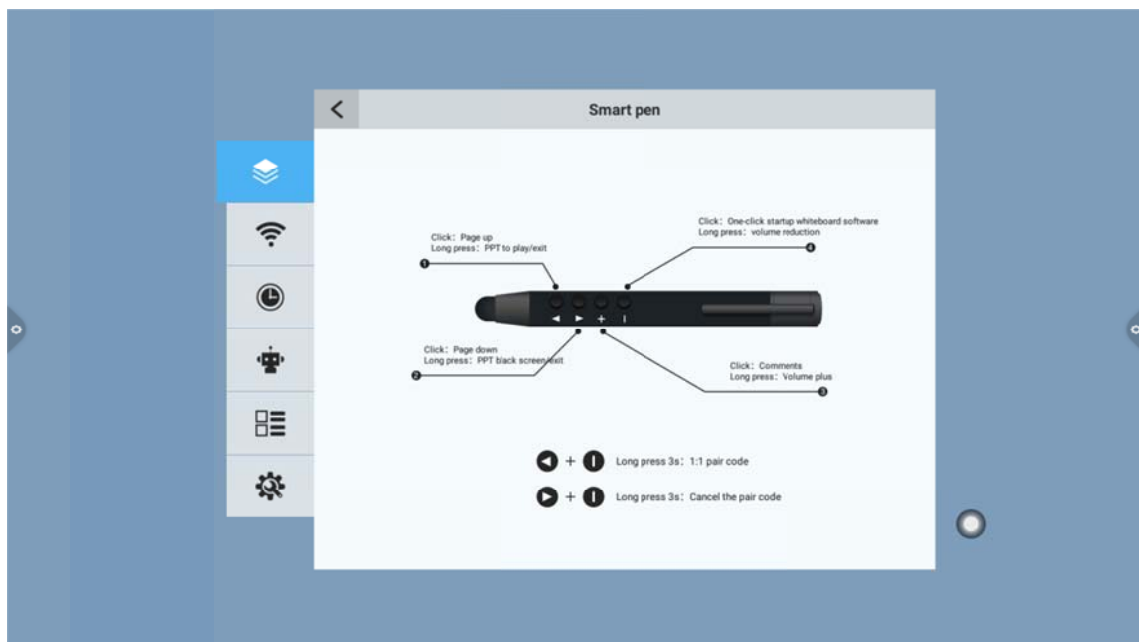 Smart pen
Click: One-click startup whiteboard software
Long press: volume reduction
4
Click: Page up
Long press: PPT to play/exit
1
Click: Page down
Long press: PPT black screen/exit
2
Click: Comments
Long press: Volume plus
3
+ Long press 3s: 1:1 pair code
+ Long press 3s: Cancel the pair code